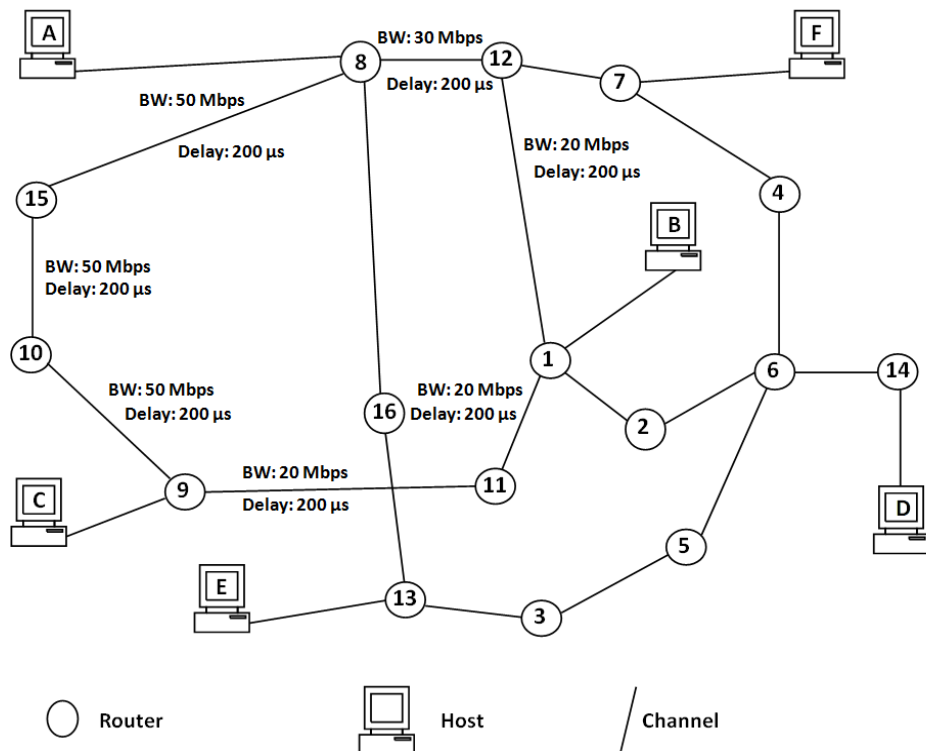 A
BW: 30 Mbps
F
8
12
7
Delay: 200 µs
BW: 50 Mbps
BW: 20 Mbps
Delay: 200 µs
Delay: 200 µs
15
4
B
BW: 50 Mbps
Delay: 200 µs
10
1
6
14
BW: 50 Mbps
Delay: 200 µs
BW: 20 Mbps
Delay: 200 µs
16
2
BW: 20 Mbps
9
11
Delay: 200 µs
C
D
5
E
13
3
Router
Host
Channel